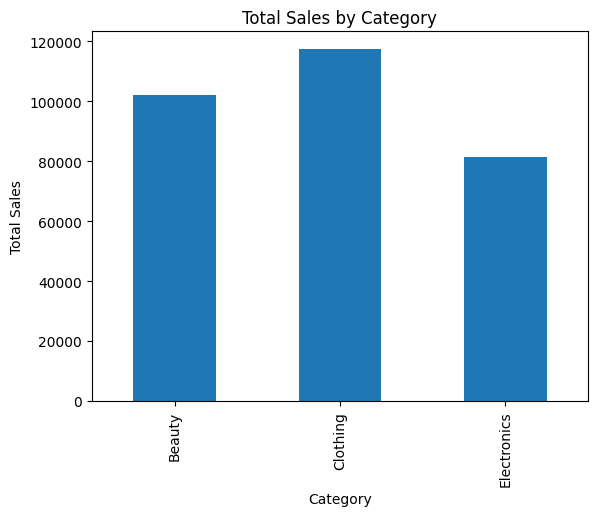 Total Sales by Category
Total Sales
120000
100000
80000
60000
40000
20000
0
Beauty
Clothing
Electronics
Category